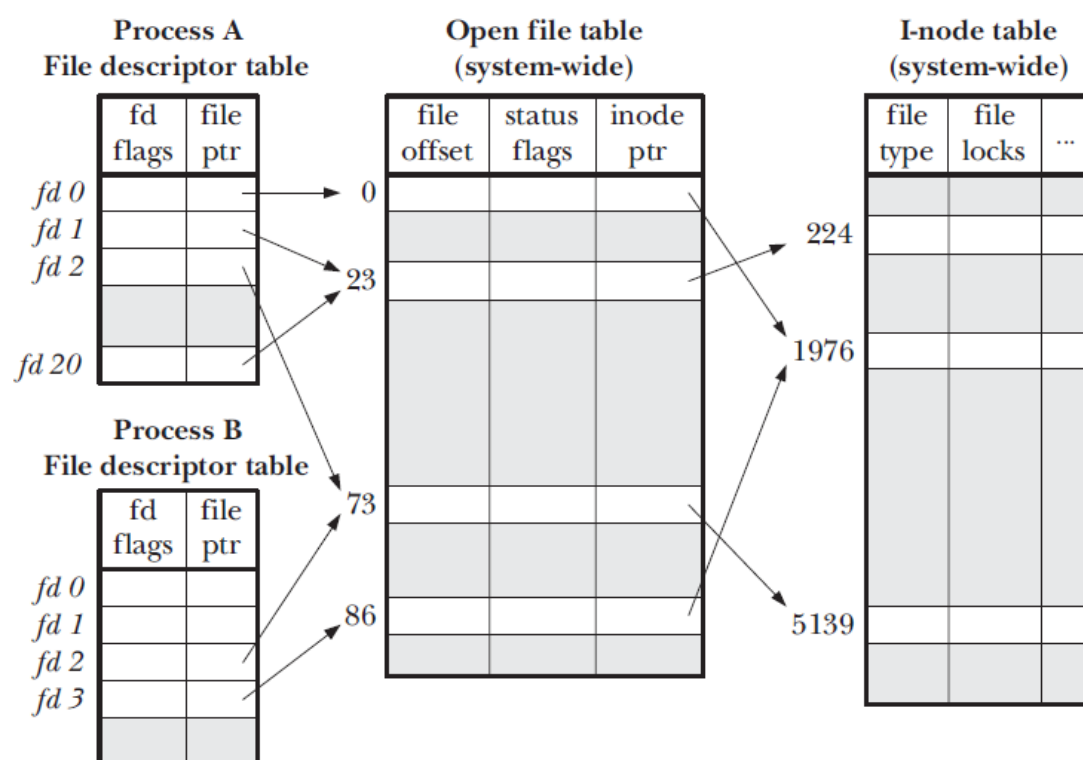 Process A
File descriptor table
fd flags
file ptr
fd 0
fd 1
fd 2
fd 20
Process B
File descriptor table
fd flags
file ptr
fd 0
fd 1
fd 2
fd 3
Open file table
(system-wide)
file offset
status flags
inode ptr
0
23
73
86
I-node table
(system-wide)
file type
file locks
...
224
1976
5139